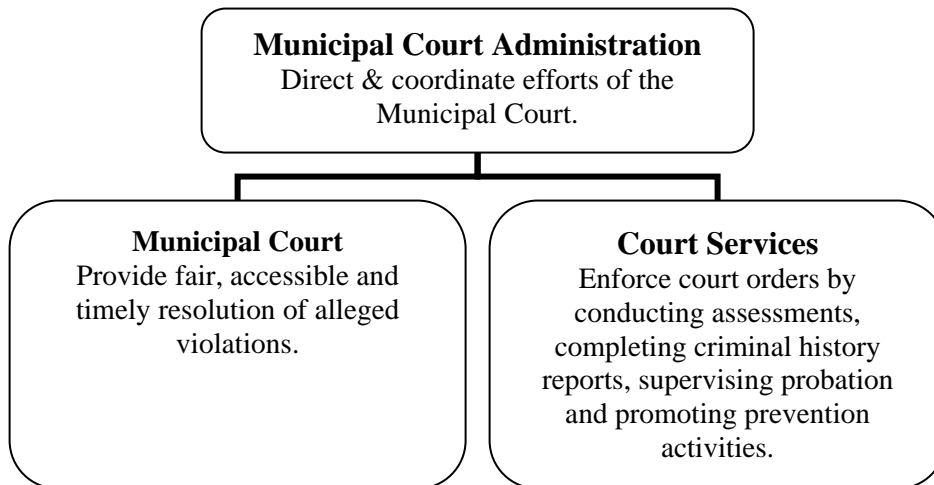 Municipal Court Administration
Direct & coordinate efforts of the
Municipal Court.
Municipal Court
Provide fair, accessible and
timely resolution of alleged
violations.
Court Services
Enforce court orders by
conducting assessments,
completing criminal history
reports, supervising probation
and promoting prevention
activities.